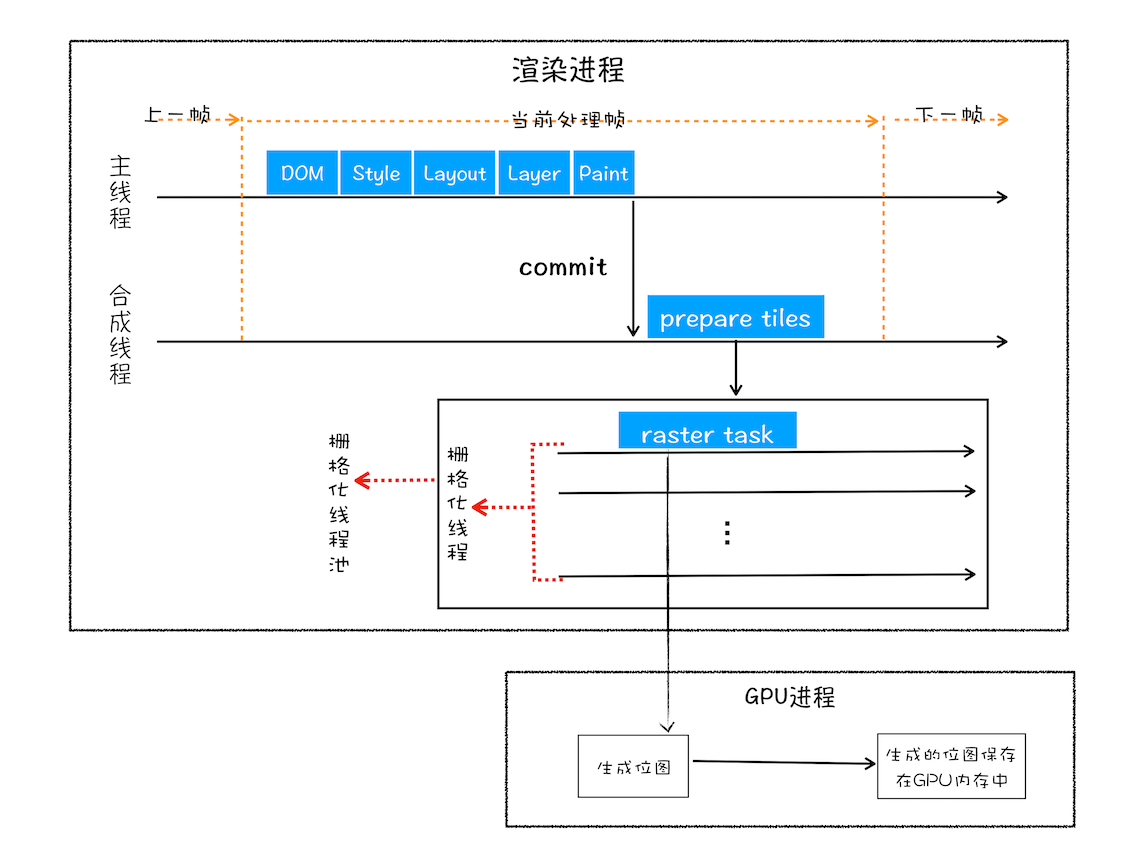 渲染进程
上一帧
当前处理帧
下一帧
主线程
DOM
Style
Layout
Layer
Paint
commit
合成线程
prepare tiles
栅格化线程池
栅格化线程
raster task
GPU进程
生成位图
生成的位图保存
在GPU内存中